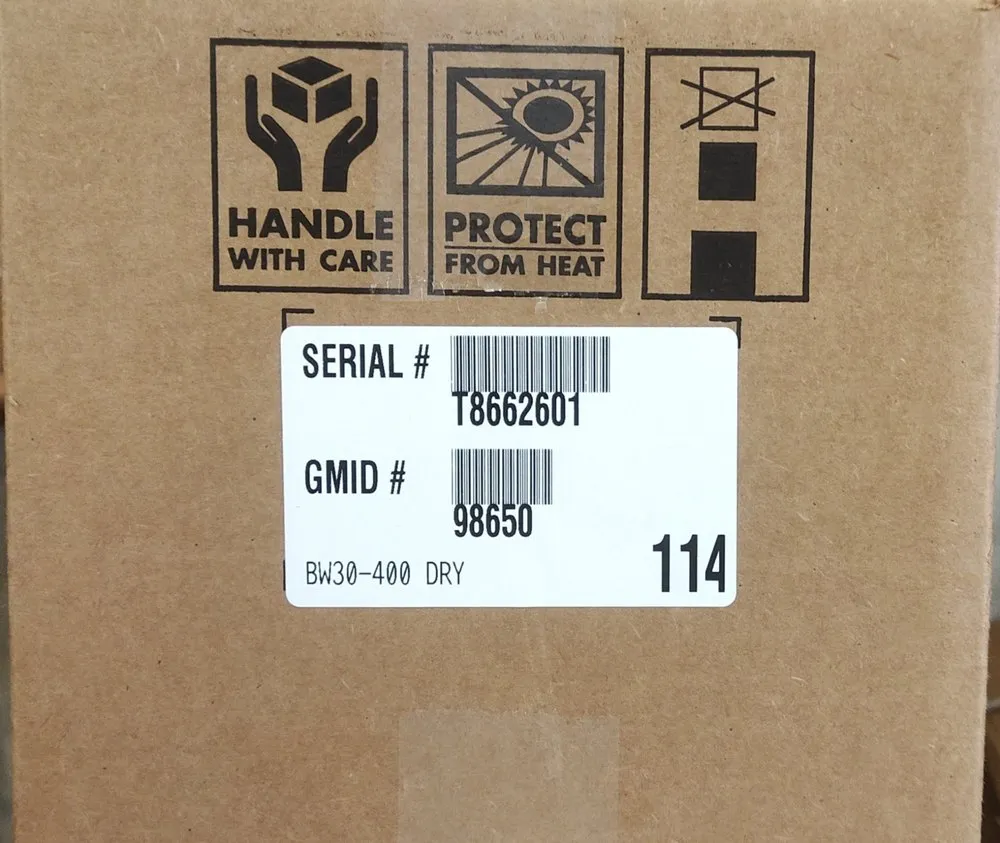 HANDLE
WITH CARE
PROTECT
FROM HEAT
SERIAL #
T8662601
GMID #
98650
BW30-400 DRY
114